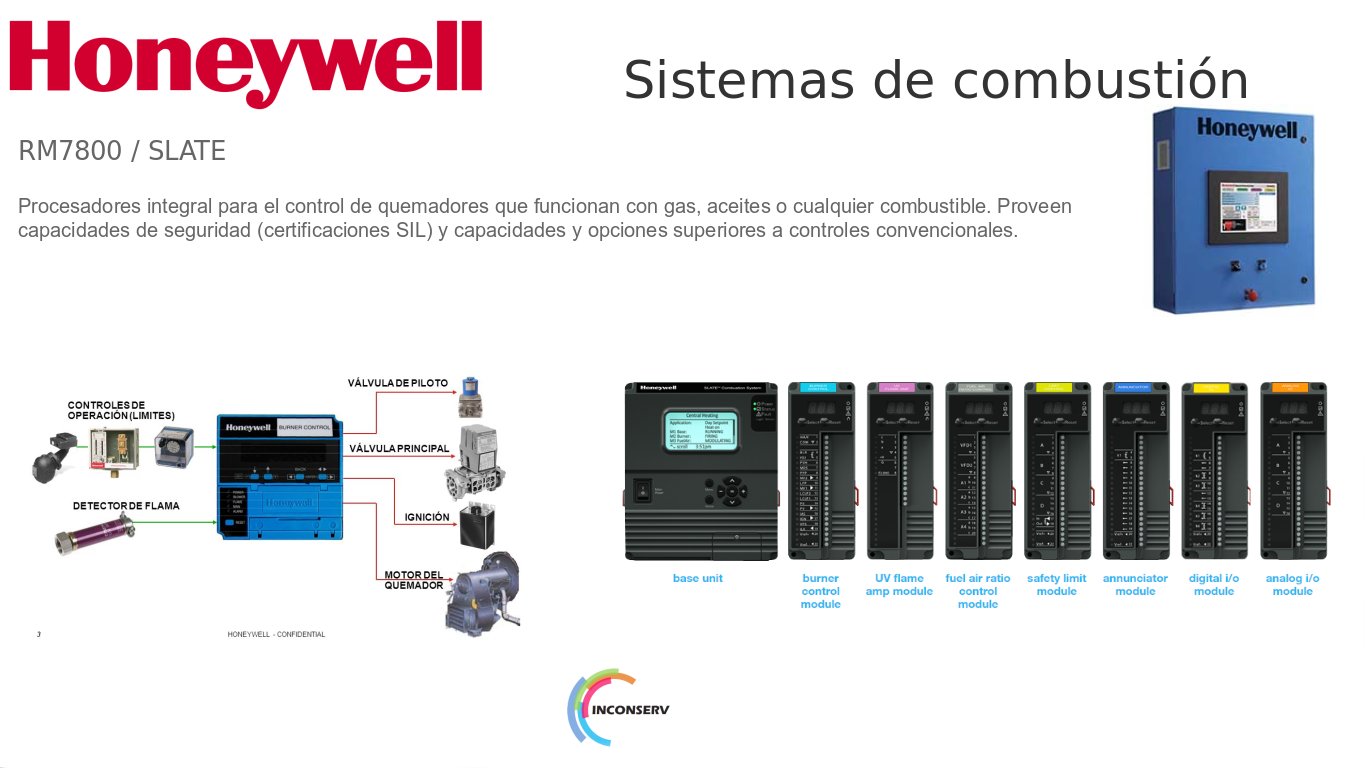 Honeywell
Sistemas de combustión
RM7800 / SLATE
Procesadores integral para el control de quemadores que funcionan con gas, aceites o cualquier combustible. Proveen
capacidades de seguridad (certificaciones SIL) y capacidades y opciones superiores a controles convencionales.
Honeywell
CONTROLES DE
OPERACIÓN (LIMITES)
DETECTOR DE FLAMA
Honeywell
BURNER CONTROL
Honeywell
VÁLVULA DE PILOTO
VÁLVULA PRINCIPAL
IGNICIÓN
MOTOR DEL
QUEMADOR
3
HONEYWELL - CONFIDENTIAL
Honeywell
SLATE™ Combustion System
Central Heating
base unit
burner
control
module
UV flame
amp module
fuel air ratio
control
module
safety limit
module
annunciator
module
digital i/o
module
analog i/o
module
INCONSERV